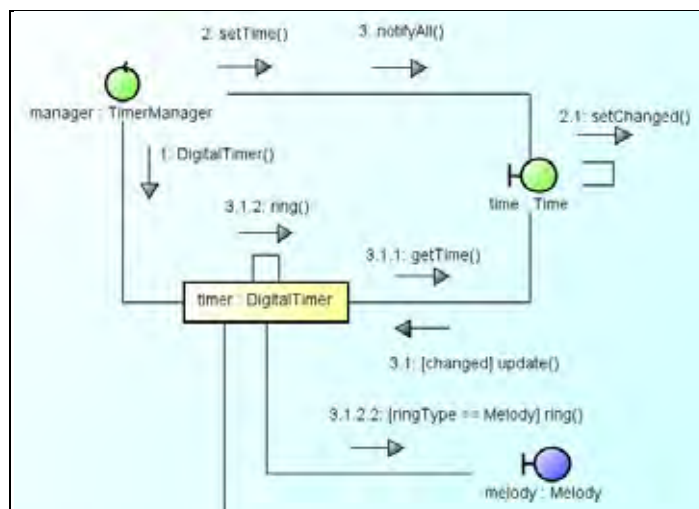 2. setTime()
3. notifyAll()
manager : TimerManager
2.1: setChanged()
1: DigitalTimer()
time : Time
3.1.2: ring()
3.1.1: getTime()
timer : DigitalTimer
3.1: [changed] update()
3.1.2.2: [ringType == Melody] ring()
melody : Melody